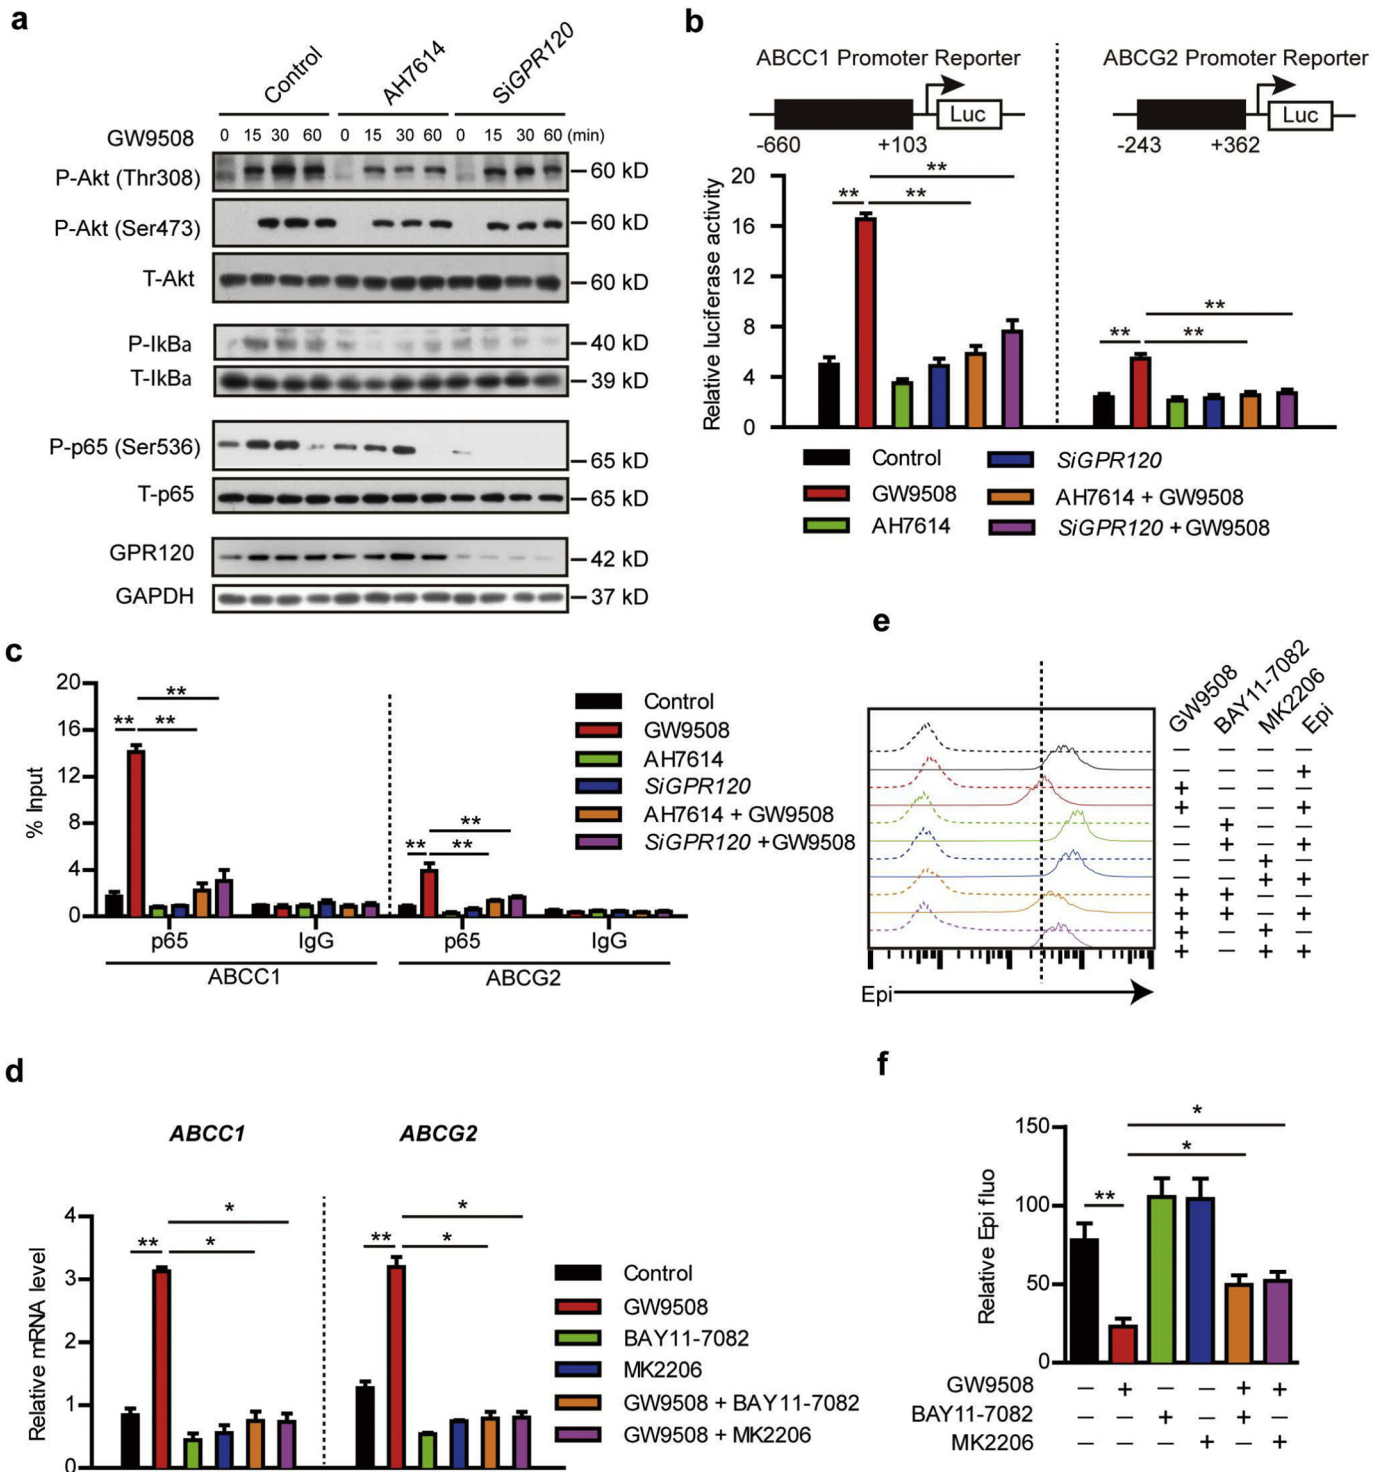 a
Control
AH7614
SiGPR120
GW9508
0 15 30 60 0 15 30 60 0 15 30 60 (min)
P-Akt (Thr308)
60 kD
P-Akt (Ser473)
60 kD
T-Akt
60 kD
P-IkBa
40 kD
T-IkBa
39 kD
P-p65 (Ser536)
65 kD
T-p65
65 kD
GPR120
42 kD
GAPDH
37 kD
b
ABCC1 Promoter Reporter
ABCG2 Promoter Reporter
Luc
Luc
-660 +103
-243 +362
Relative luciferase activity
20
16
12
8
4
0
**
** **
**
** **
Control
GW9508
AH7614
SiGPR120
AH7614 + GW9508
SiGPR120 +GW9508
c
% Input
20
16
12
8
4
0
**
** **
**
** **
p65 IgG p65 IgG
ABCC1 ABCG2
Control
GW9508
AH7614
SiGPR120
AH7614 + GW9508
SiGPR120 +GW9508
e
GW9508
BAY11-7082
MK2206
Epi
— — — —
— — — +
+ — — —
+ — — +
— + — —
— + — +
— — + —
— — + +
+ + — —
+ + — +
+ — + —
+ — + +
Epi
d
ABCC1 ABCG2
Relative mRNA level
4
3
2
1
0
*
** *
*
** *
Control
GW9508
BAY11-7082
MK2206
GW9508 + BAY11-7082
GW9508 + MK2206
f
Relative Epi fluo
150
100
50
0
*
*
**
GW9508 — + — — + +
BAY11-7082 — — + — + —
MK2206 — — — + — +